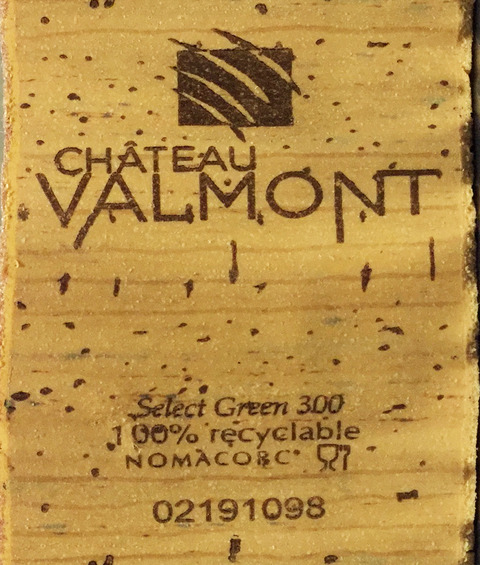 CHÂTEAU
VALMONT
Select Green 300
100% recyclable
NOMACORC®
02191098